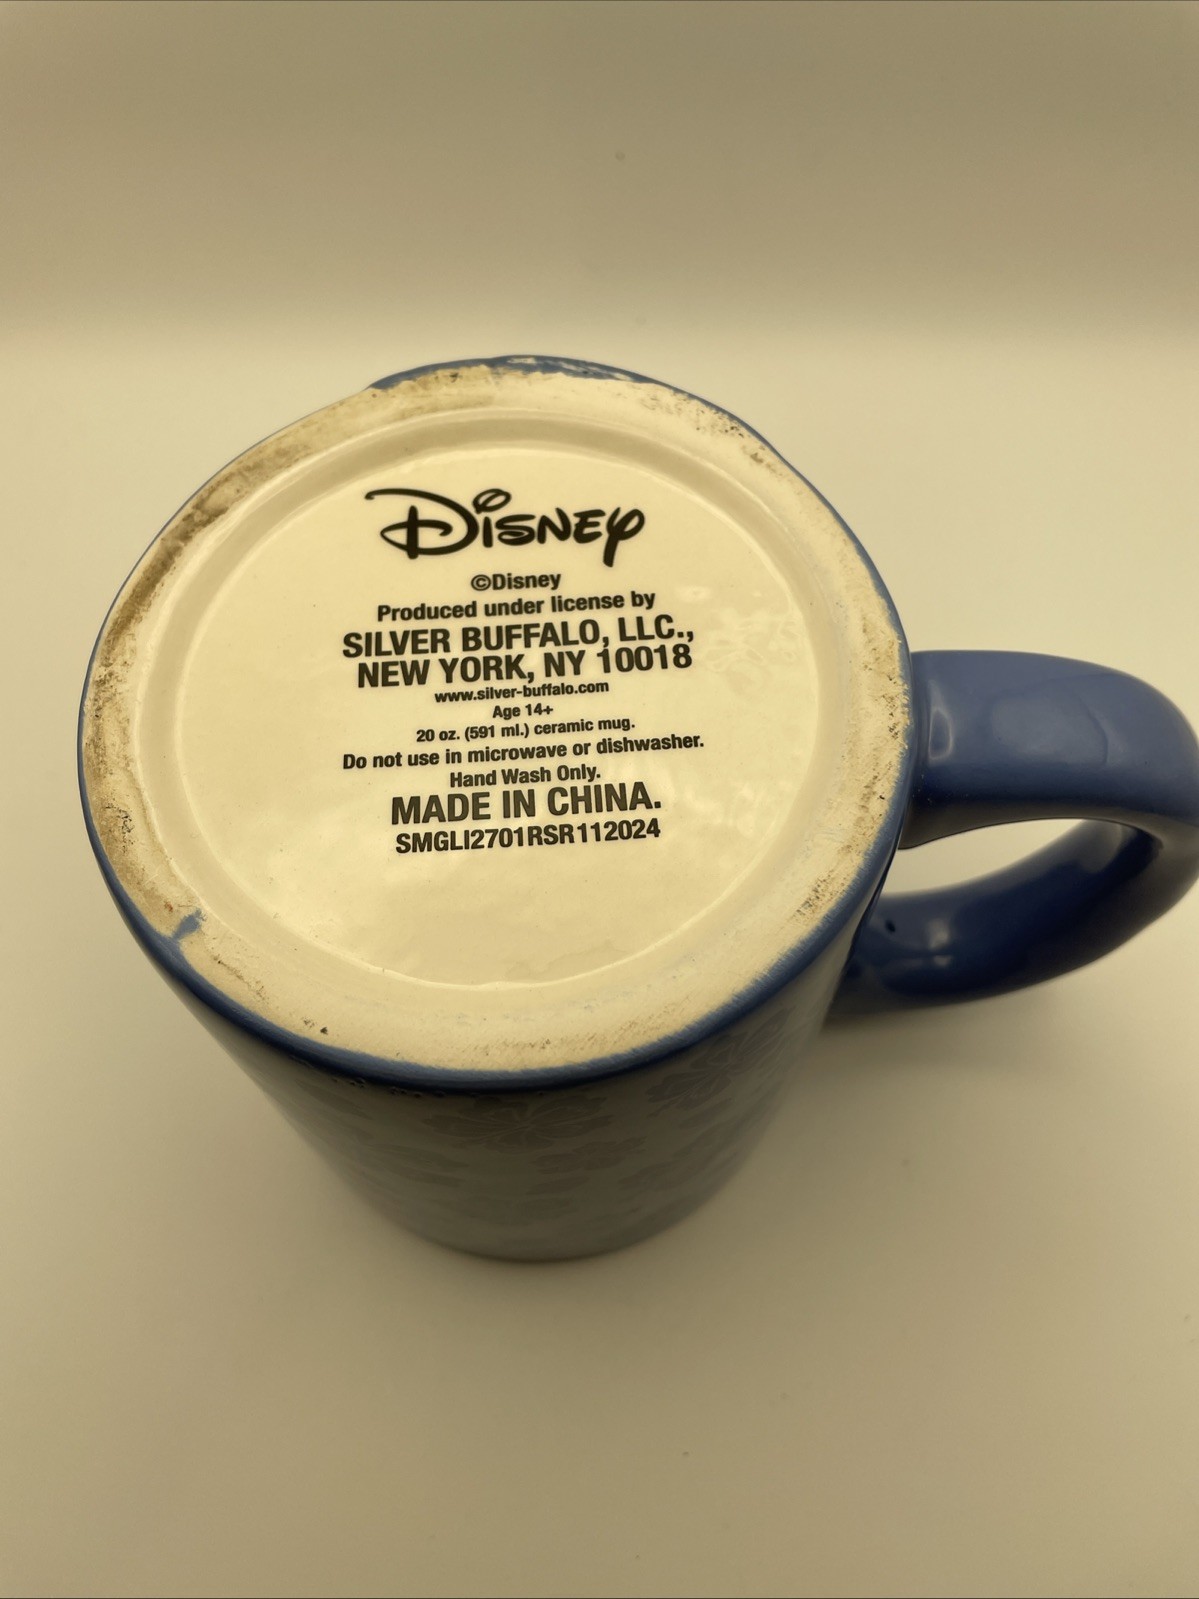 Disney
©Disney
Produced under license by
SILVER BUFFALO, LLC.,
NEW YORK, NY 10018
www.silver-buffalo.com
Age 14+
20 oz. (591 ml.) ceramic mug.
Do not use in microwave or dishwasher.
Hand Wash Only.
MADE IN CHINA.
SMGLI2701RSR112024